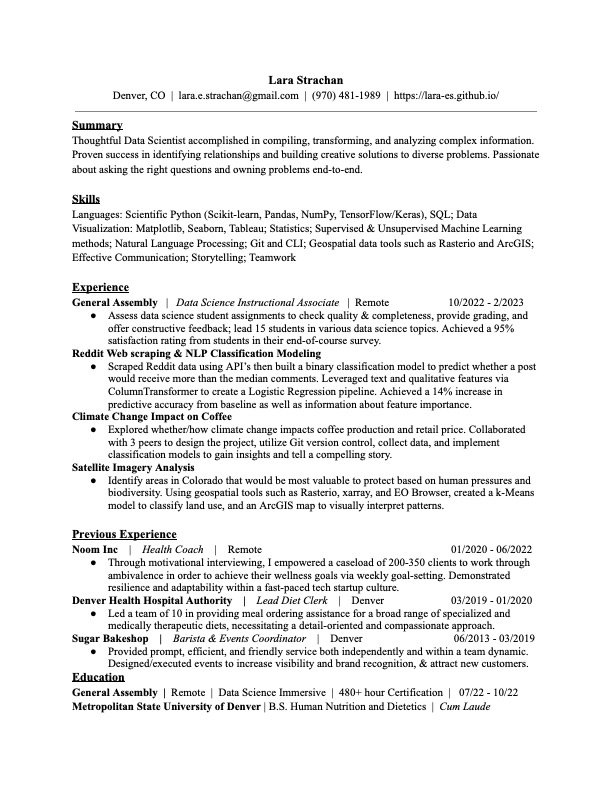 Lara Strachan
Denver, CO | lara.e.strachan@gmail.com | (970) 481-1989 | https://lara-es.github.io/
Summary
Thoughtful Data Scientist accomplished in compiling, transforming, and analyzing complex information.
Proven success in identifying relationships and building creative solutions to diverse problems. Passionate
about asking the right questions and owning problems end-to-end.
Skills
Languages: Scientific Python (Scikit-learn, Pandas, NumPy, TensorFlow/Keras), SQL; Data
Visualization: Matplotlib, Seaborn, Tableau; Statistics; Supervised & Unsupervised Machine Learning
methods; Natural Language Processing; Git and CLI; Geospatial data tools such as Rasterio and ArcGIS;
Effective Communication; Storytelling; Teamwork
Experience
General Assembly | Data Science Instructional Associate | Remote 10/2022 - 2/2023
● Assess data science student assignments to check quality & completeness, provide grading, and
offer constructive feedback; lead 15 students in various data science topics. Achieved a 95%
satisfaction rating from students in their end-of-course survey.
Reddit Web scraping & NLP Classification Modeling
● Scraped Reddit data using API's then built a binary classification model to predict whether a post
would receive more than the median comments. Leveraged text and qualitative features via
ColumnTransformer to create a Logistic Regression pipeline. Achieved a 14% increase in
predictive accuracy from baseline as well as information about feature importance.
Climate Change Impact on Coffee
● Explored whether/how climate change impacts coffee production and retail price. Collaborated
with 3 peers to design the project, utilize Git version control, collect data, and implement
classification models to gain insights and tell a compelling story.
Satellite Imagery Analysis
● Identify areas in Colorado that would be most valuable to protect based on human pressures and
biodiversity. Using geospatial tools such as Rasterio, xarray, and EO Browser, created a k-Means
model to classify land use, and an ArcGIS map to visually interpret patterns.
Previous Experience
Noom Inc | Health Coach | Remote 01/2020 - 06/2022
● Through motivational interviewing, I empowered a caseload of 200-350 clients to work through
ambivalence in order to achieve their wellness goals via weekly goal-setting. Demonstrated
resilience and adaptability within a fast-paced tech startup culture.
Denver Health Hospital Authority | Lead Diet Clerk | Denver 03/2019 - 01/2020
● Led a team of 10 in providing meal ordering assistance for a broad range of specialized and
medically therapeutic diets, necessitating a detail-oriented and compassionate approach.
Sugar Bakeshop | Barista & Events Coordinator | Denver 06/2013 - 03/2019
● Provided prompt, efficient, and friendly service both independently and within a team dynamic.
Designed/executed events to increase visibility and brand recognition, & attract new customers.
Education
General Assembly | Remote | Data Science Immersive | 480+ hour Certification | 07/22 - 10/22
Metropolitan State University of Denver | B.S. Human Nutrition and Dietetics | Cum Laude